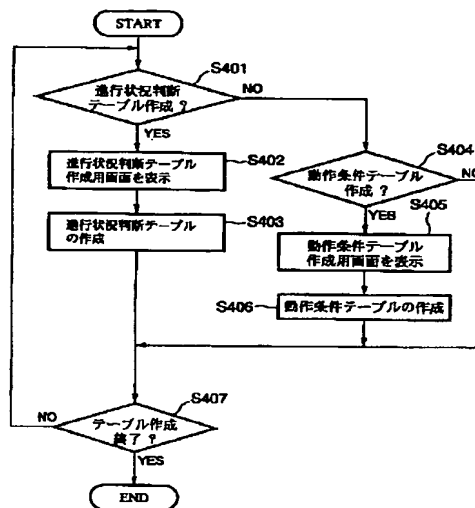 START
S401
進行状況判断
テーブル作成?
NO
YES
S402
進行状況判断テーブル
作成用画面を表示
S403
進行状況判断テーブル
の作成
S404
動作条件テーブル
作成?
NO
YES
S405
動作条件テーブル
作成用画面を表示
S406
動作条件テーブルの作成
S407
テーブル作成
終了?
NO
YES
END